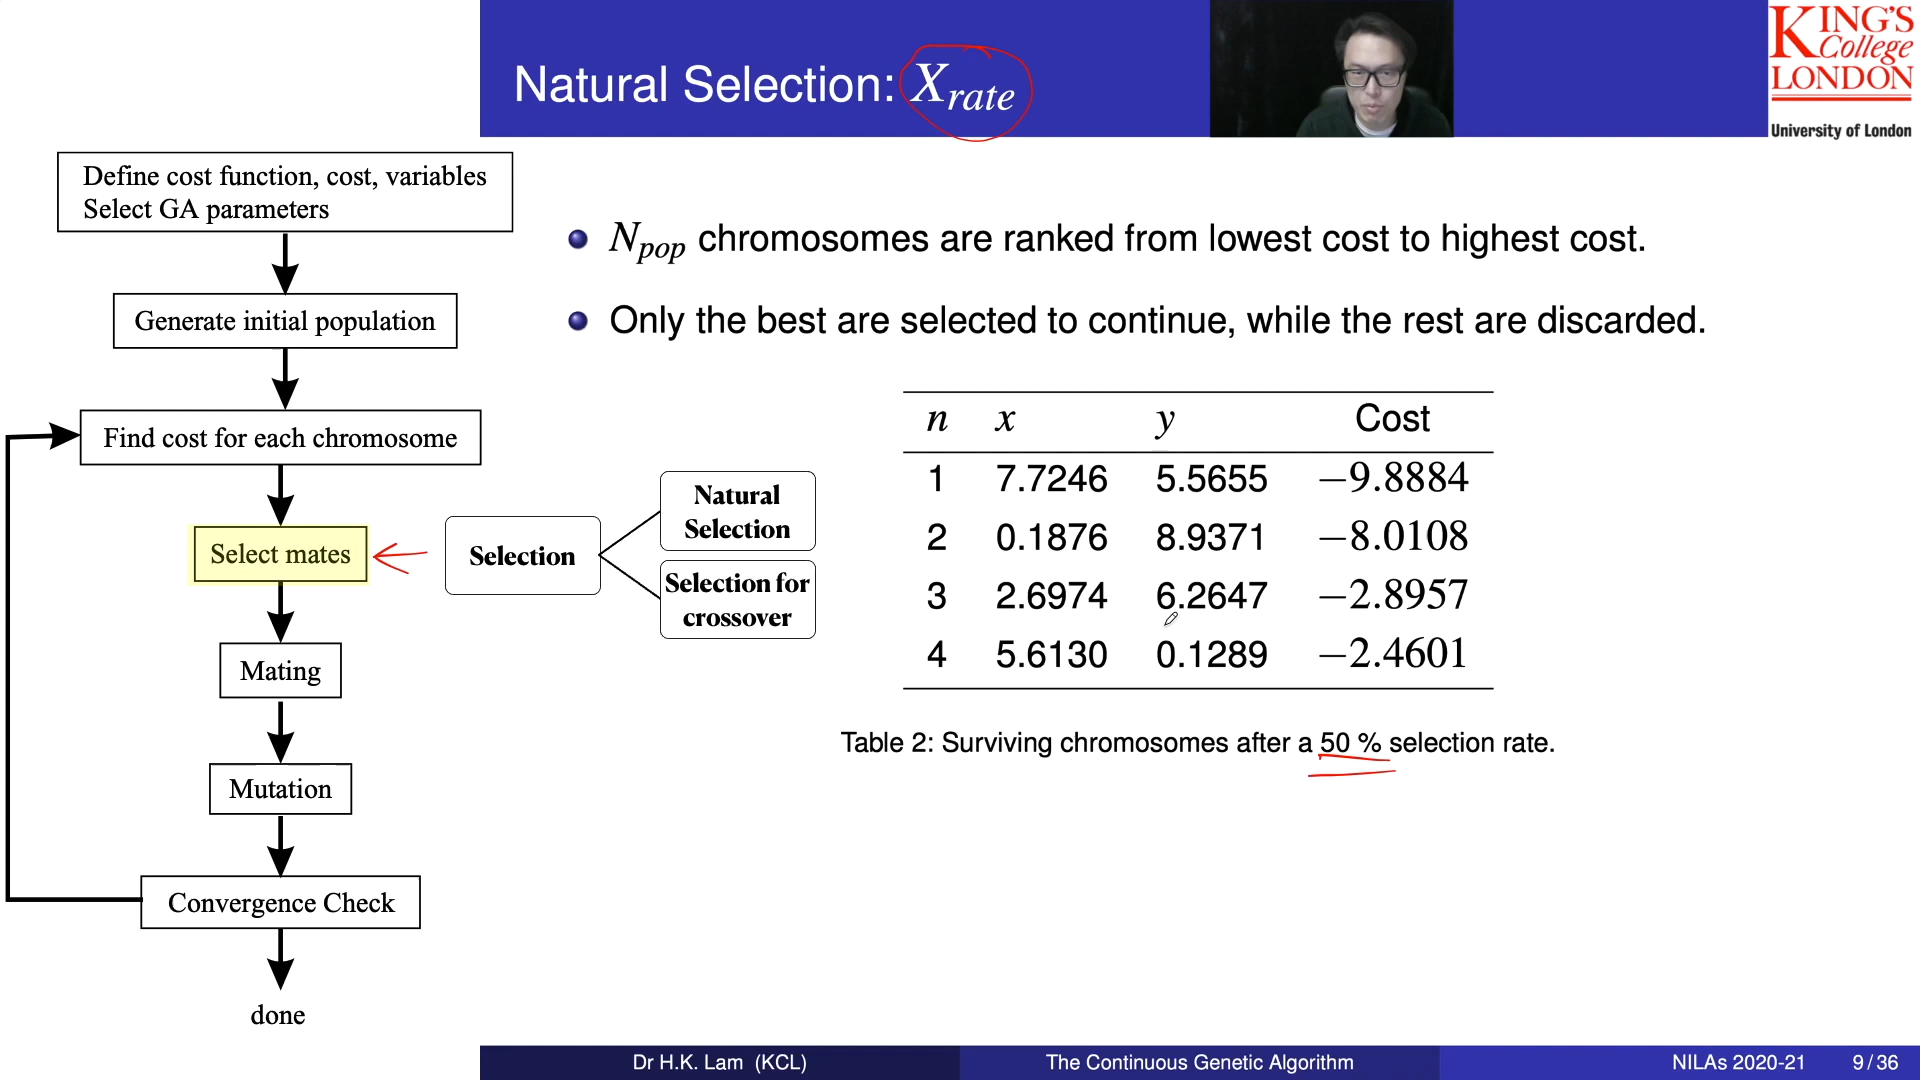 Natural Selection: Xrate
KING'S
College
LONDON
University of London
Define cost function, cost, variables
Select GA parameters
Generate initial population
Find cost for each chromosome
Select mates
Mating
Mutation
Convergence Check
done
Selection
Natural
Selection
Selection for
crossover
Npop chromosomes are ranked from lowest cost to highest cost.
Only the best are selected to continue, while the rest are discarded.
n x y Cost
1 7.7246 5.5655 −9.8884
2 0.1876 8.9371 −8.0108
3 2.6974 6.2647 −2.8957
4 5.6130 0.1289 −2.4601
Table 2: Surviving chromosomes after a 50 % selection rate.
Dr H.K. Lam (KCL) The Continuous Genetic Algorithm NILAs 2020-21 9 / 36